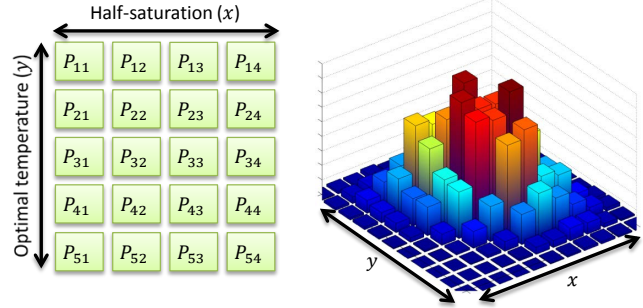 Half-saturation (x)
Optimal temperature (y)
P₁₁ P₁₂ P₁₃ P₁₄
P₂₁ P₂₂ P₂₃ P₂₄
P₃₁ P₃₂ P₃₃ P₃₄
P₄₁ P₄₂ P₄₃ P₄₄
P₅₁ P₅₂ P₅₃ P₅₄
y
x